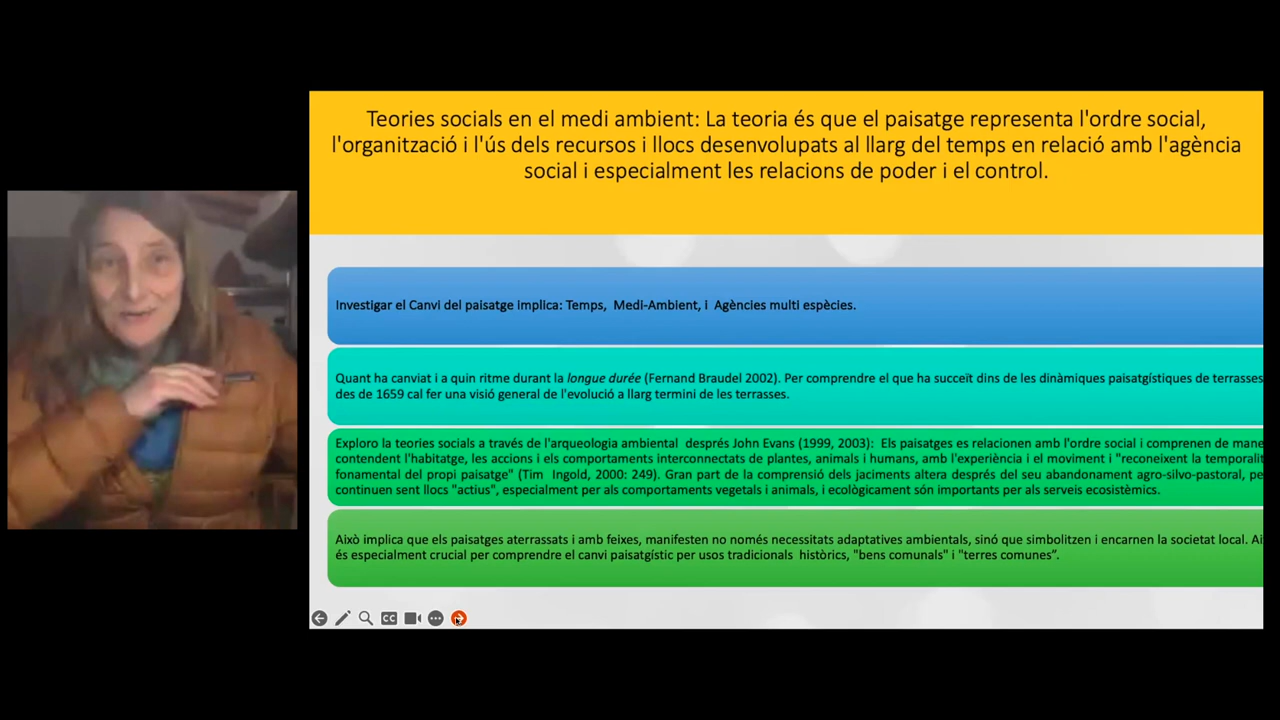 Teories socials en el medi ambient: La teoria és que el paisatge representa l'ordre social,
l'organització i l'ús dels recursos i llocs desenvolupats al llarg del temps en relació amb l'agència
social i especialment les relacions de poder i el control.
Investigar el Canvi del paisatge implica: Temps, Medi-Ambient, i Agències multi espècies.
Quant ha canviat i a quin ritme durant la longue durée (Fernand Braudel 2002). Per comprendre el que ha succeït dins de les dinàmiques paisatgístiques de terrasses
des de 1659 cal fer una visió general de l'evolució a llarg termini de les terrasses.
Exploro la teories socials a través de l'arqueologia ambiental després John Evans (1999, 2003): Els paisatges es relacionen amb l'ordre social i comprenen de mane
contendent l'habitatge, les accions i els comportaments interconnectats de plantes, animals i humans, amb l'experiència i el moviment i "reconeixent la temporalit
fonamental del propi paisatge" (Tim Ingold, 2000: 249). Gran part de la comprensió dels jaciments altera després del seu abandonament agro-silvo-pastoral, pe
continuen sent llocs "actius", especialment per als comportaments vegetals i animals, i ecològicament són importants per als serveis ecosistèmics.
Això implica que els paisatges aterrassats i amb feixes, manifesten no només necessitats adaptatives ambientals, sinó que simbolitzen i encarnen la societat local. Ai
és especialment crucial per comprendre el canvi paisatgístic per usos tradicionals històrics, "bens comunals" i "terres comunes".
CC